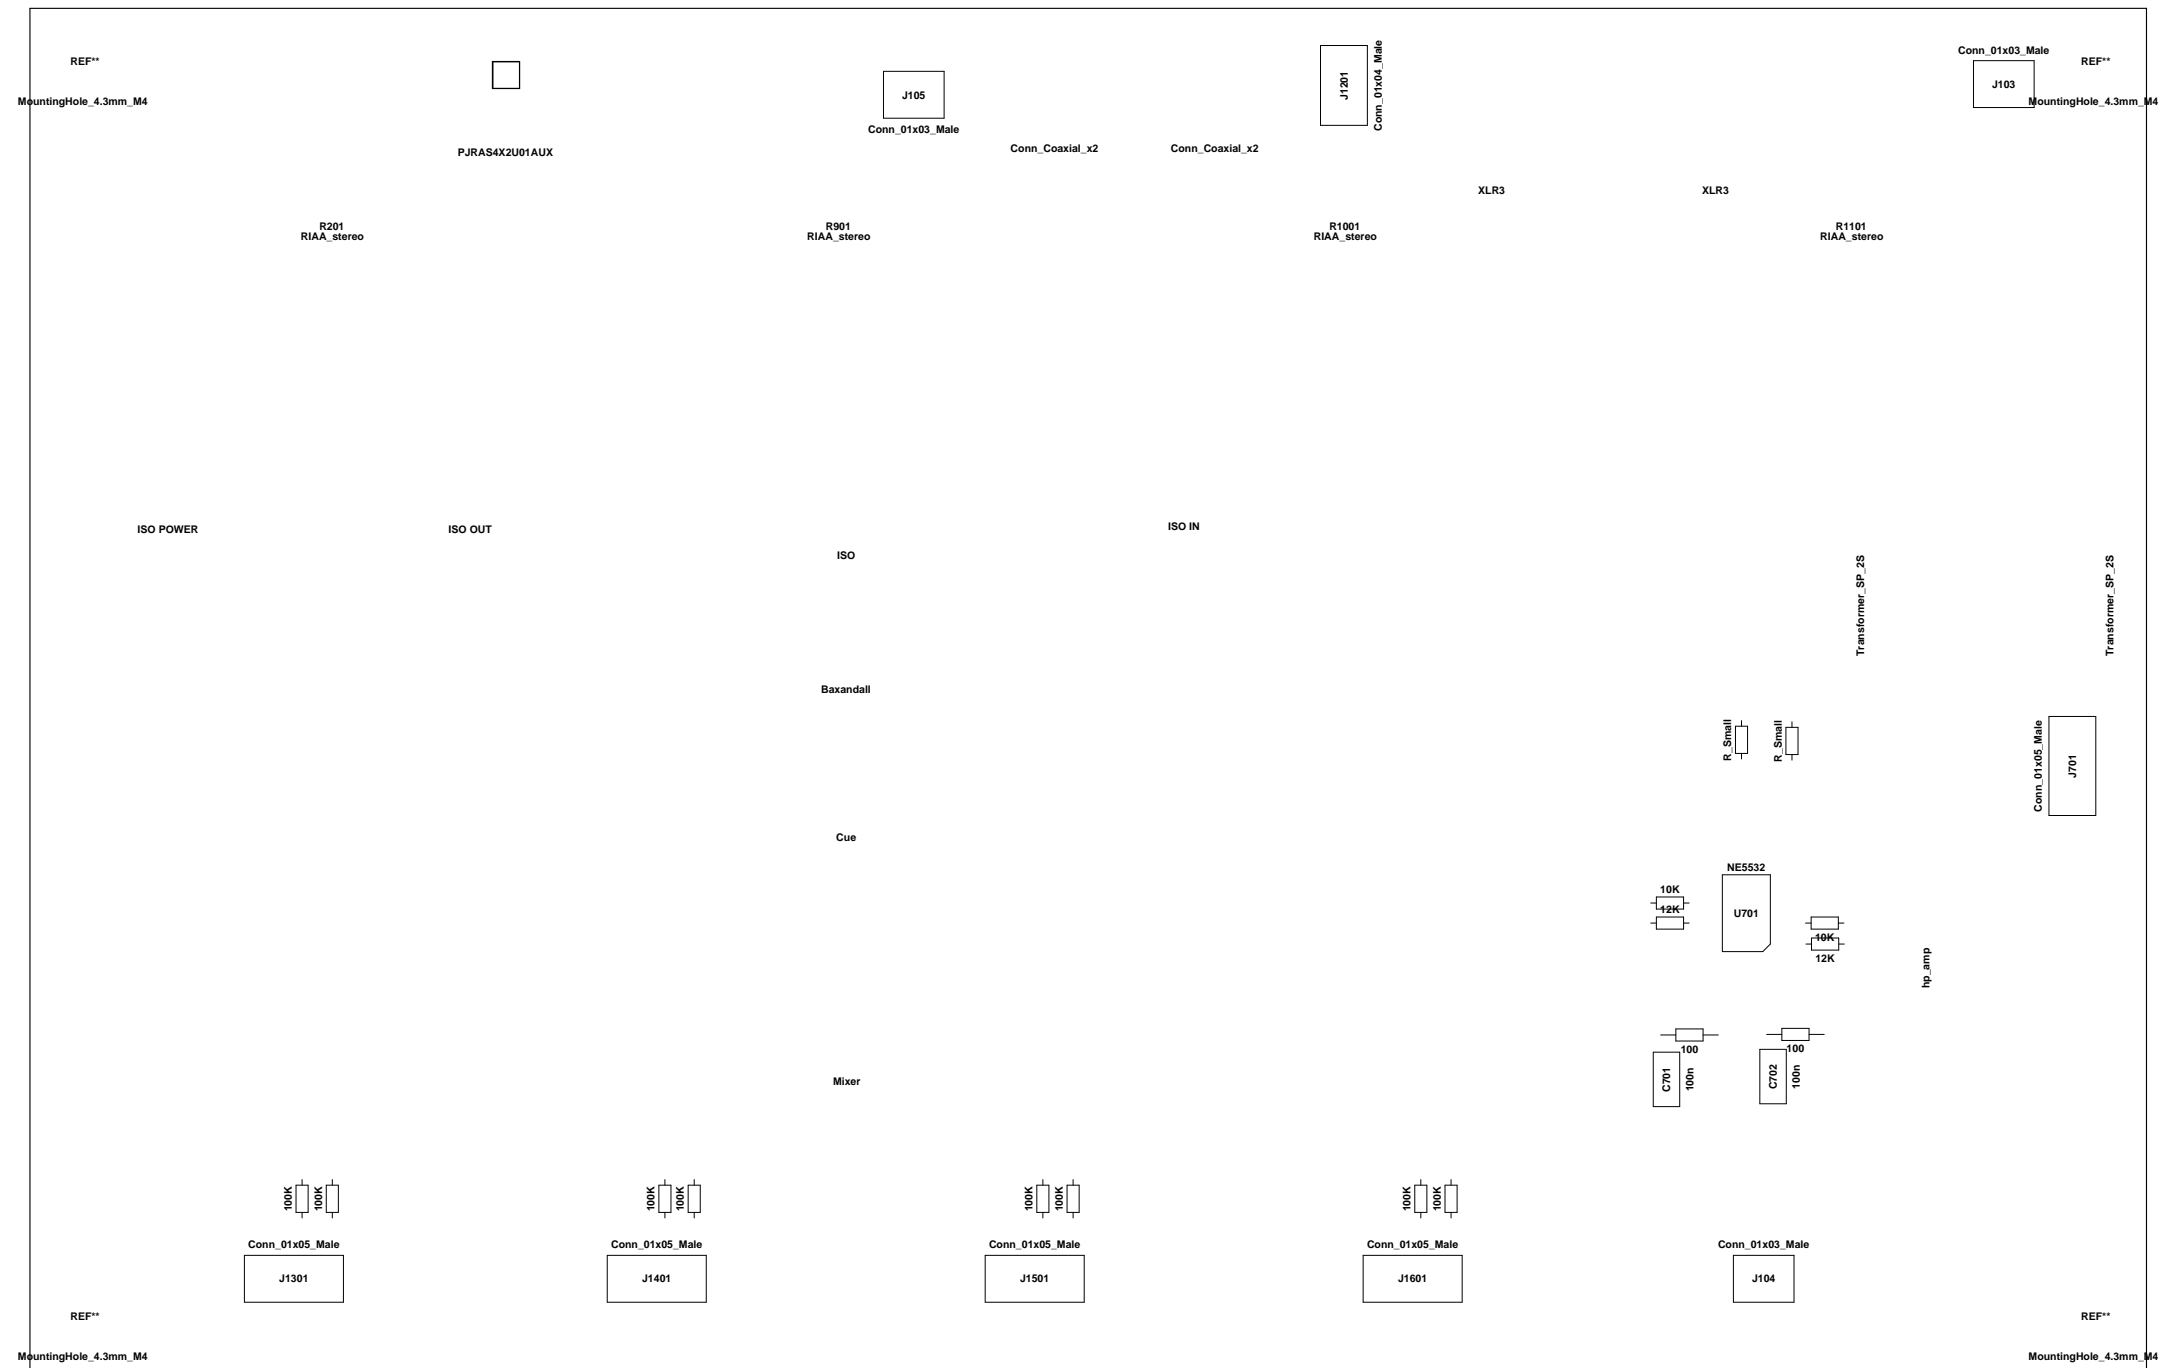 REF**
MountingHole_4.3mm_M4
PJRAS4X2U01AUX
J105
Conn_01x03_Male
Conn_Coaxial_x2
Conn_Coaxial_x2
J1201
Conn_01x04_Male
Conn_01x03_Male
J103
REF**
MountingHole_4.3mm_M4
XLR3
XLR3
R201
RIAA_stereo
R901
RIAA_stereo
R1001
RIAA_stereo
R1101
RIAA_stereo
ISO POWER
ISO OUT
ISO IN
ISO
Transformer_SP_2S
Transformer_SP_2S
Baxandall
R_Small
R_Small
Conn_01x05_Male
J701
Cue
NE5532
U701
10K
12K
10K
12K
hp_amp
100
100
C701
100n
C702
100n
Mixer
100K
100K
100K
100K
100K
100K
100K
100K
Conn_01x05_Male
J1301
Conn_01x05_Male
J1401
Conn_01x05_Male
J1501
Conn_01x05_Male
J1601
Conn_01x03_Male
J104
REF**
MountingHole_4.3mm_M4
REF**
MountingHole_4.3mm_M4